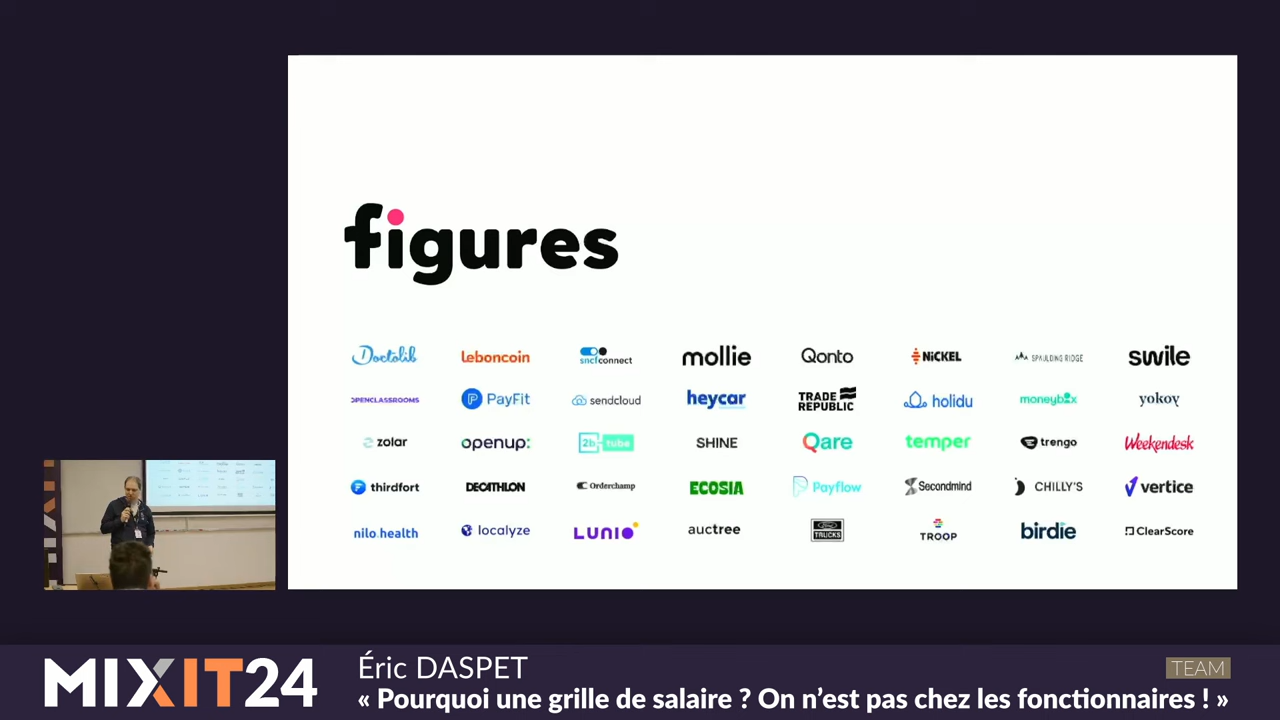 figures
Doctolib leboncoin sncf connect mollie Qonto NiCKEL SPAULDING RIDGE swile
OPENCLASSROOMS PayFit sendcloud heycar TRADE REPUBLIC holidu moneybox yokoy
zolar openup: 2btube SHINE Qare temper trengo Weekendesk
thirdfort DECATHLON Orderchamp ECOSIA Payflow Secondmind CHILLY'S vertice
nilo.health localyze LUNIO auctree Ford TRUCKS TROOP birdie ClearScore
MIXIT24
Éric DASPET
TEAM
« Pourquoi une grille de salaire ? On n’est pas chez les fonctionnaires ! »